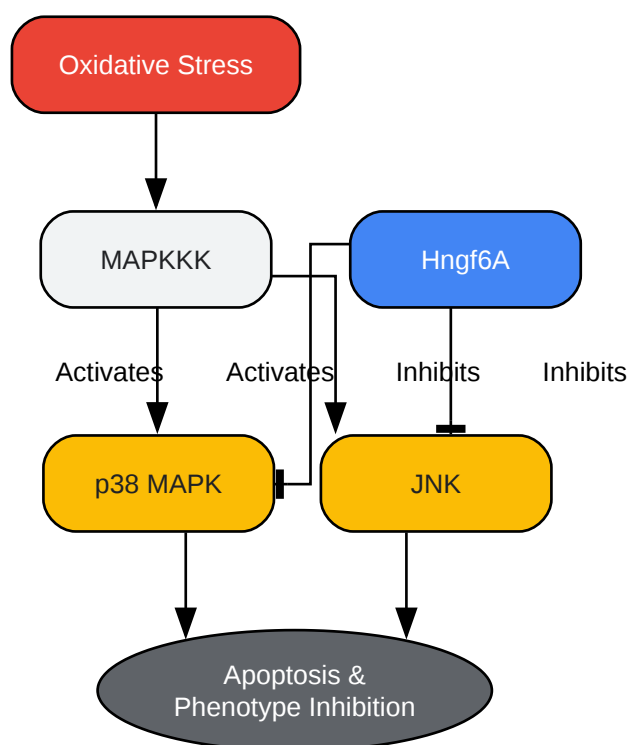 Oxidative Stress
MAPKKK
Hngf6A
Activates
Activates
Inhibits
Inhibits
p38 MAPK
JNK
Apoptosis &
Phenotype Inhibition